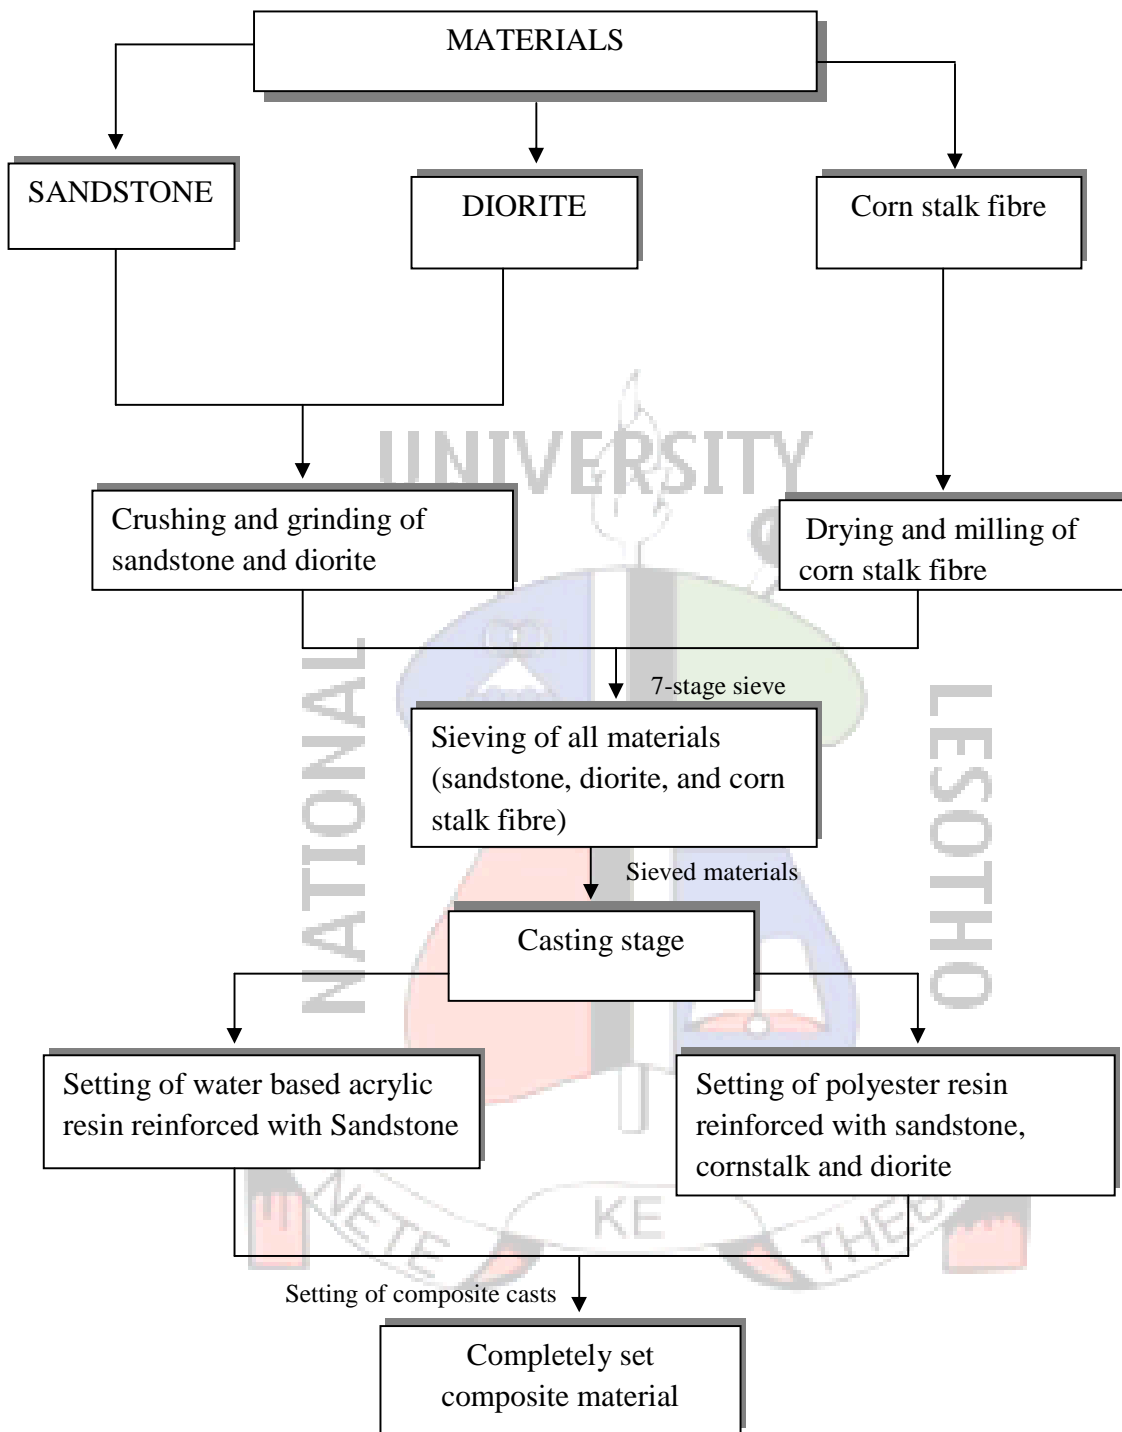 MATERIALS
SANDSTONE
DIORITE
Corn stalk fibre
UNIVERSITY
Crushing and grinding of
sandstone and diorite
Drying and milling of
corn stalk fibre
NATIONAL
LESOTHO
7-stage sieve
Sieving of all materials
(sandstone, diorite, and corn
stalk fibre)
Sieved materials
Casting stage
Setting of water based acrylic
resin reinforced with Sandstone
Setting of polyester resin
reinforced with sandstone,
cornstalk and diorite
NETE
KE
THEB
Setting of composite casts
Completely set
composite material